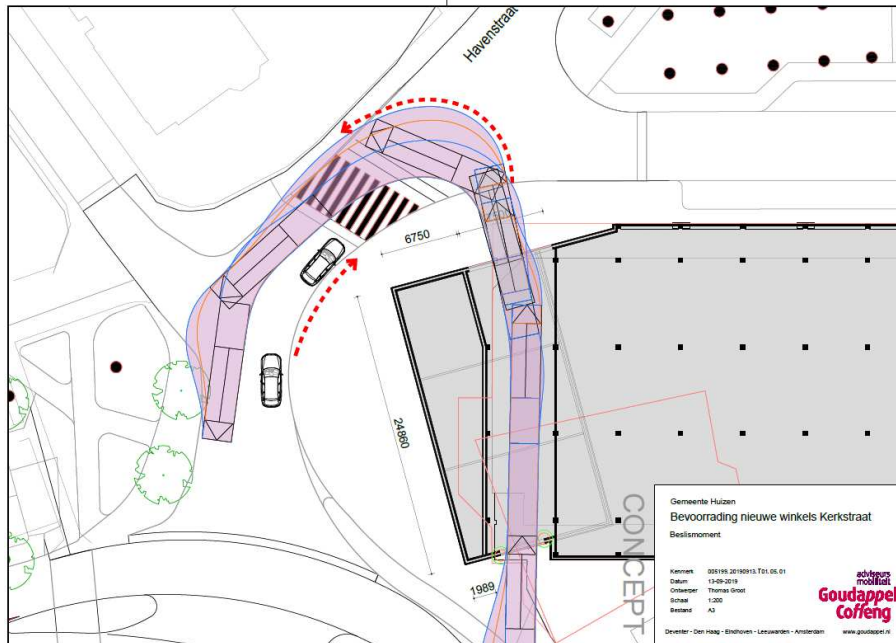 Havenstraat
6750
24860
1989
CONCEPT
Gemeente Huizen
Bevoorrading nieuwe winkels Kerkstraat
Beslismoment
Kenmerk 005199.20190913.T01.05.01
Datum 13-09-2019
Ontwerper Thomas Groot
Schaal 1:200
Bestand A3
adviseurs
mobiliteit
Goudappel
Coffeng
Deventer - Den Haag - Eindhoven - Leeuwarden - Amsterdam www.goudappel.nl